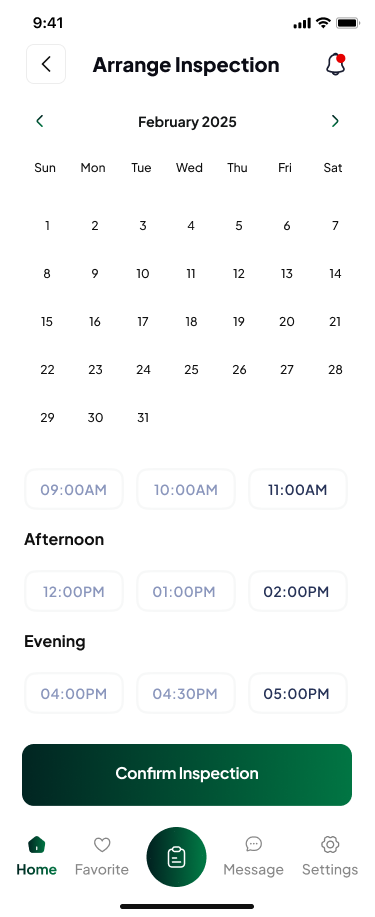 9:41
Arrange Inspection
February 2025
Sun Mon Tue Wed Thu Fri Sat
1 2 3 4 5 6 7
8 9 10 11 12 13 14
15 16 17 18 19 20 21
22 23 24 25 26 27 28
29 30 31
09:00AM 10:00AM 11:00AM
Afternoon
12:00PM 01:00PM 02:00PM
Evening
04:00PM 04:30PM 05:00PM
Confirm Inspection
Home Favorite Message Settings